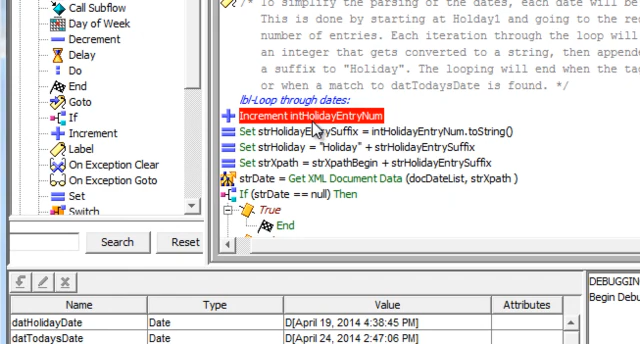 Call Subflow
Day of Week
Decrement
Delay
Do
End
Goto
If
Increment
Label
On Exception Clear
On Exception Goto
Set
Switch
Search
Reset
/* To simplify the parsing of the dates, each date will be
This is done by starting at Holday1 and going to the
number of entries. Each iteration through the loop will
an integer that gets converted to a string, then append
a suffix to "Holiday". The looping will end when the
or when a match to datTodaysDate is found. */
lbl-Loop through dates:
Increment intHolidayEntryNum
Set strHolidayEntrySuffix = intHolidayEntryNum.toString()
Set strHoliday = "Holiday" + strHolidayEntrySuffix
Set strXpath = strXpathBegin + strHolidayEntrySuffix
strDate = Get XML Document Data (docDateList, strXpath )
If (strDate == null) Then
True
End
Name Type Value Attributes
datHolidayDate Date D[April 19, 2014 4:38:45 PM]
datTodaysDate Date D[April 24, 2014 2:47:06 PM]
DEBUGGING
Begin Debu